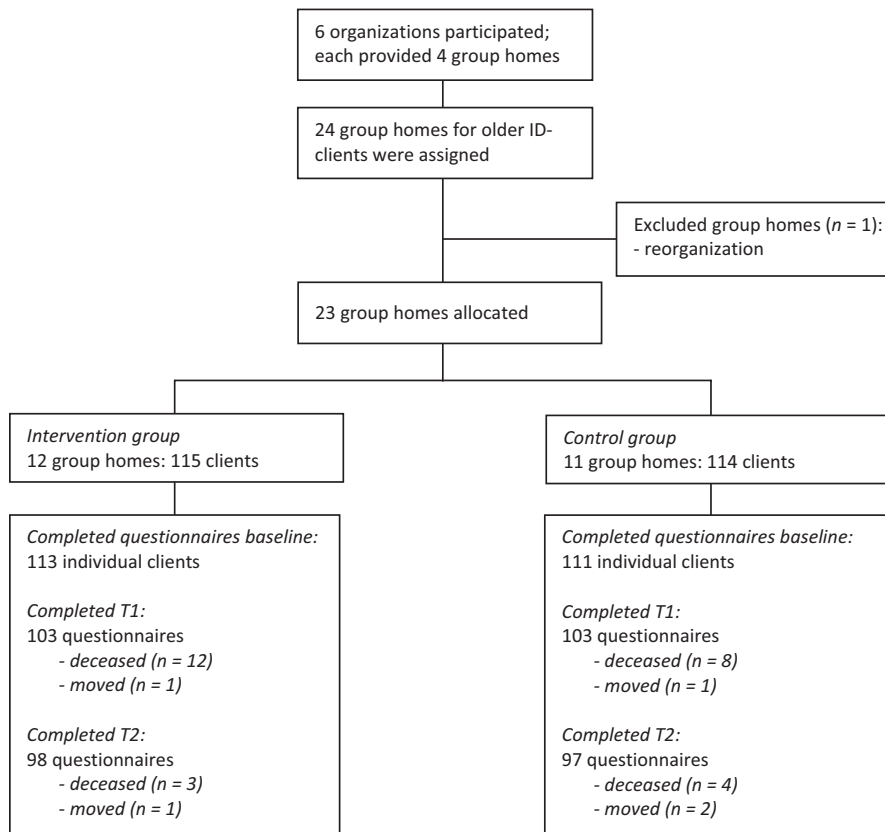 6 organizations participated;
each provided 4 group homes
24 group homes for older ID-
clients were assigned
Excluded group homes (n = 1):
- reorganization
23 group homes allocated
Intervention group
12 group homes: 115 clients
Control group
11 group homes: 114 clients
Completed questionnaires baseline:
113 individual clients
Completed T1:
103 questionnaires
- deceased (n = 12)
- moved (n = 1)
Completed T2:
98 questionnaires
- deceased (n = 3)
- moved (n = 1)
Completed questionnaires baseline:
111 individual clients
Completed T1:
103 questionnaires
- deceased (n = 8)
- moved (n = 1)
Completed T2:
97 questionnaires
- deceased (n = 4)
- moved (n = 2)